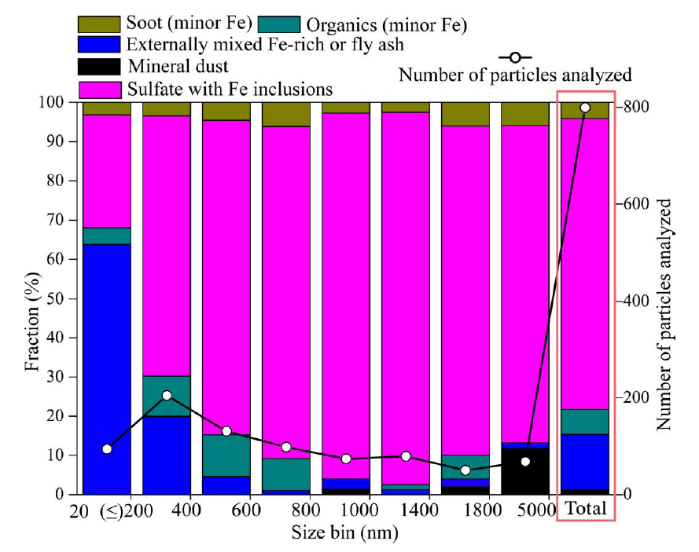 Soot (minor Fe) Organics (minor Fe)
Externally mixed Fe-rich or fly ash
Mineral dust
Sulfate with Fe inclusions
Number of particles analyzed
100
90
80
70
60
50
40
30
20
10
0
Fraction (%)
800
600
400
200
0
Number of particles analyzed
20 (≤)200 400 600 800 1000 1400 1800 5000 Total
Size bin (nm)